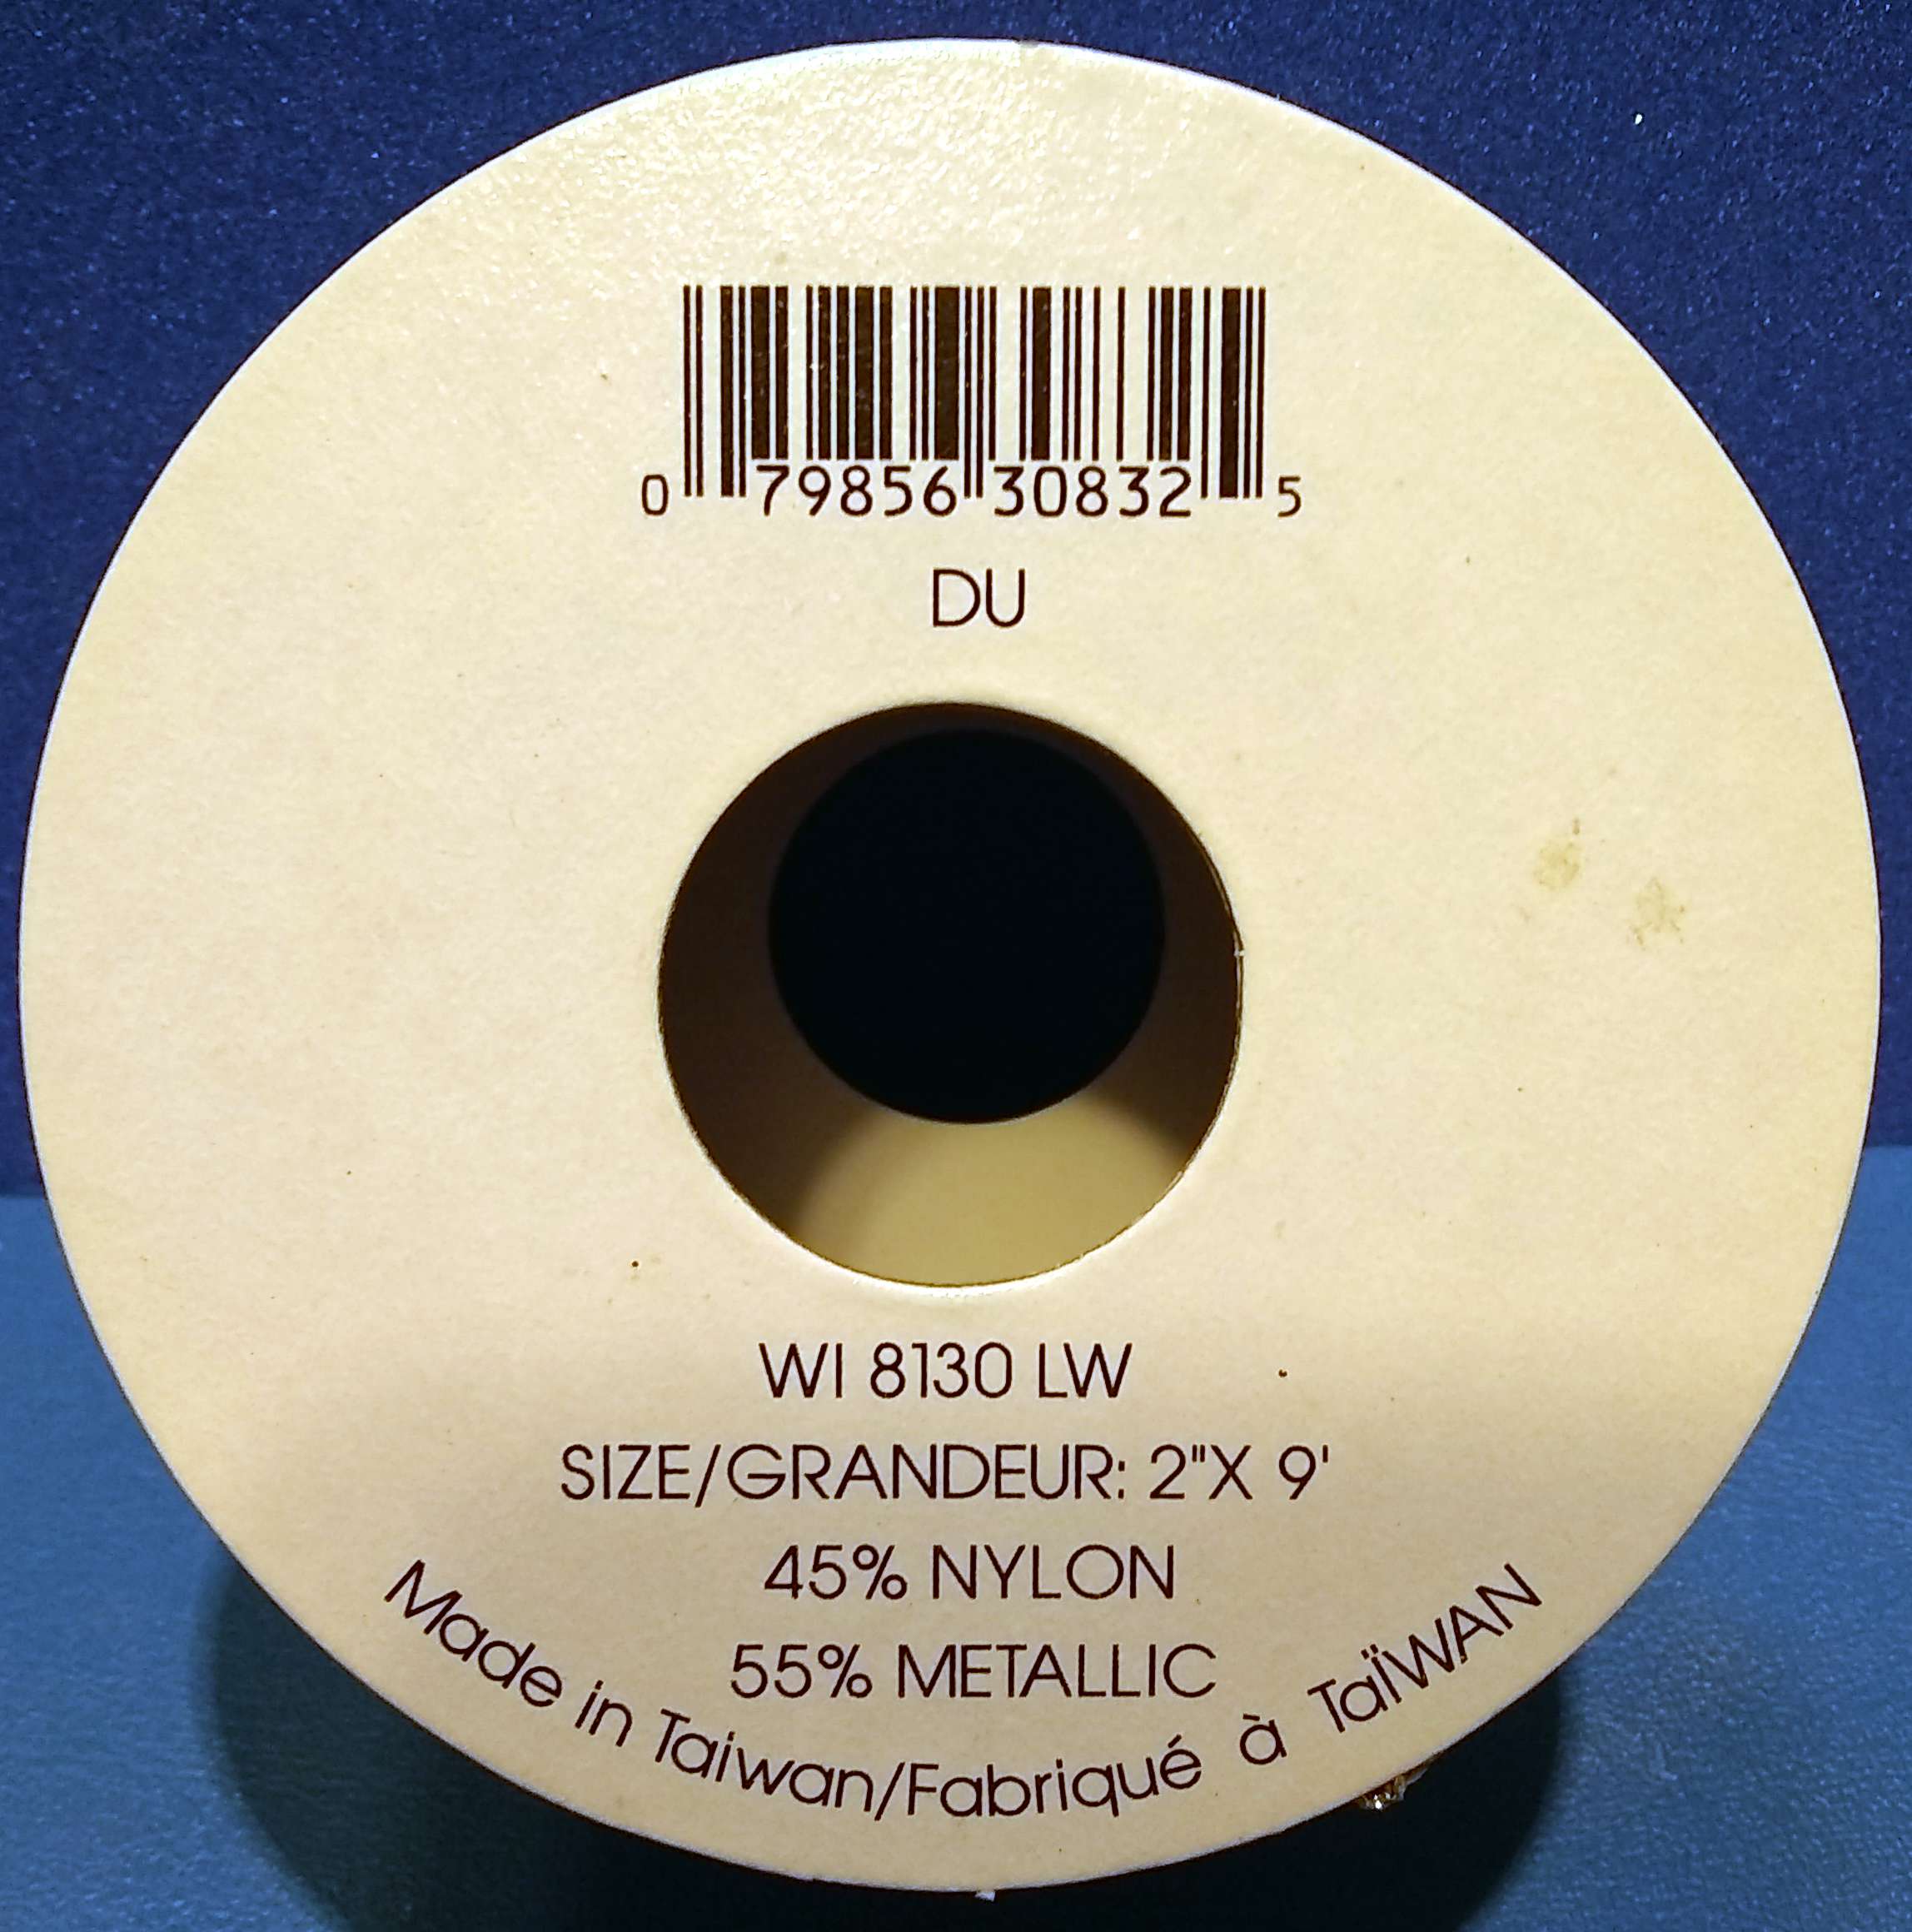 0 79856 30832 5
DU
WI 8130 LW
SIZE/GRANDEUR: 2"X 9'
45% NYLON
55% METALLIC
Made in Taiwan/Fabriqué à TaÏWAN